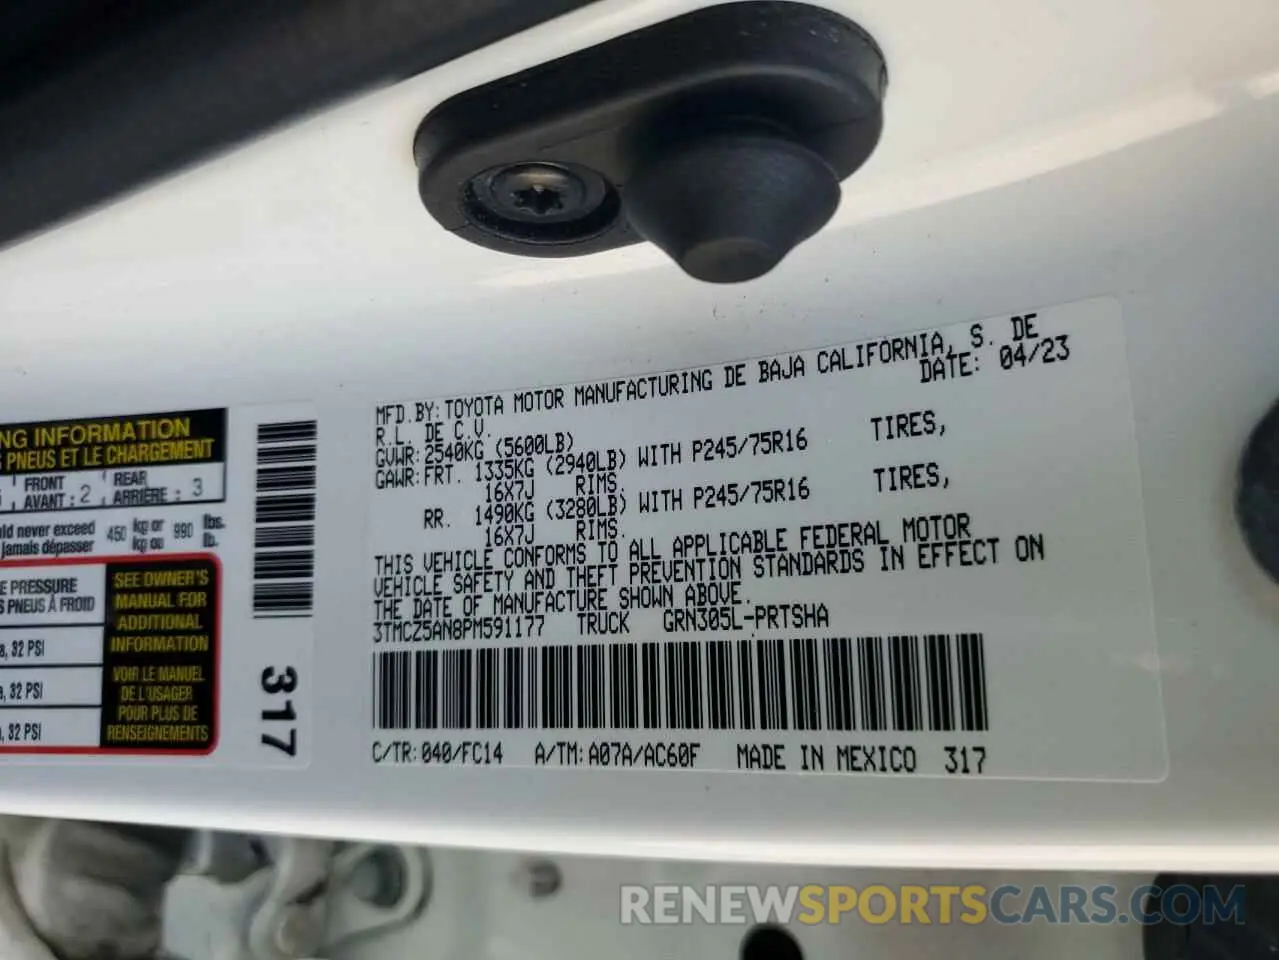 MFD.BY: TOYOTA MOTOR MANUFACTURING DE BAJA CALIFORNIA, S. DE
R.L. DE C.V. DATE: 04/23
GVWR: 2540KG (5600LB)
GAWR: FRT. 1335KG (2940LB) WITH P245/75R16 TIRES,
16X7J RIMS.
RR. 1490KG (3280LB) WITH P245/75R16 TIRES,
16X7J RIMS.
THIS VEHICLE CONFORMS TO ALL APPLICABLE FEDERAL MOTOR
VEHICLE SAFETY AND THEFT PREVENTION STANDARDS IN EFFECT ON
THE DATE OF MANUFACTURE SHOWN ABOVE.
3TMCZ5AN8PM591177 TRUCK GRN305L-PRTSHA
C/TR: 040/FC14 A/TM: A07A/AC60F MADE IN MEXICO 317
317
NG INFORMATION
PNEUS ET LE CHARGEMENT
FRONT REAR
AVANT : 2 ARRIÈRE : 3
never exceed 450 kg or 990 lbs.
jamais dépasser kg ou lb.
PRESSURE
PNEUS À FROID
32 PSI
32 PSI
32 PSI
SEE OWNER'S
MANUAL FOR
ADDITIONAL
INFORMATION
VOIR LE MANUEL
DE L'USAGER
POUR PLUS DE
RENSEIGNEMENTS
RENEWSPORTSCARS.COM